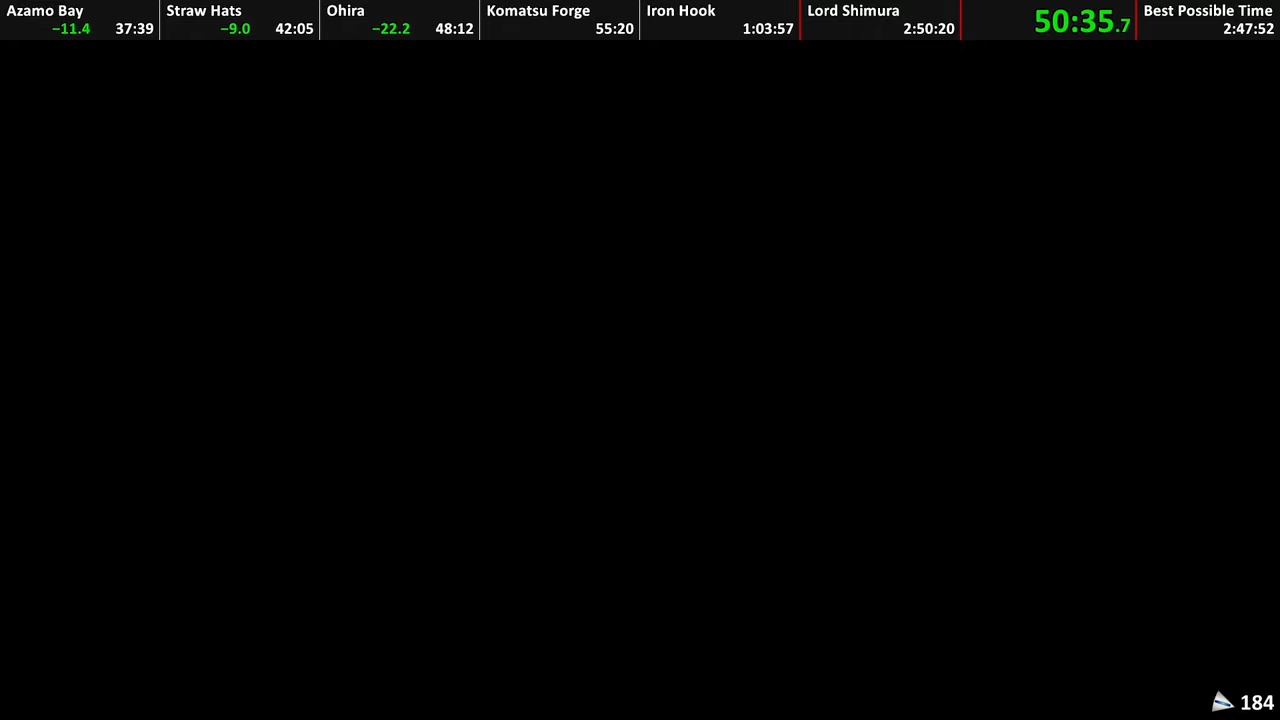 Azamo Bay
−11.4 37:39
Straw Hats
−9.0 42:05
Ohira
−22.2 48:12
Komatsu Forge
55:20
Iron Hook
1:03:57
Lord Shimura
2:50:20
50:35.7
Best Possible Time
2:47:52
184